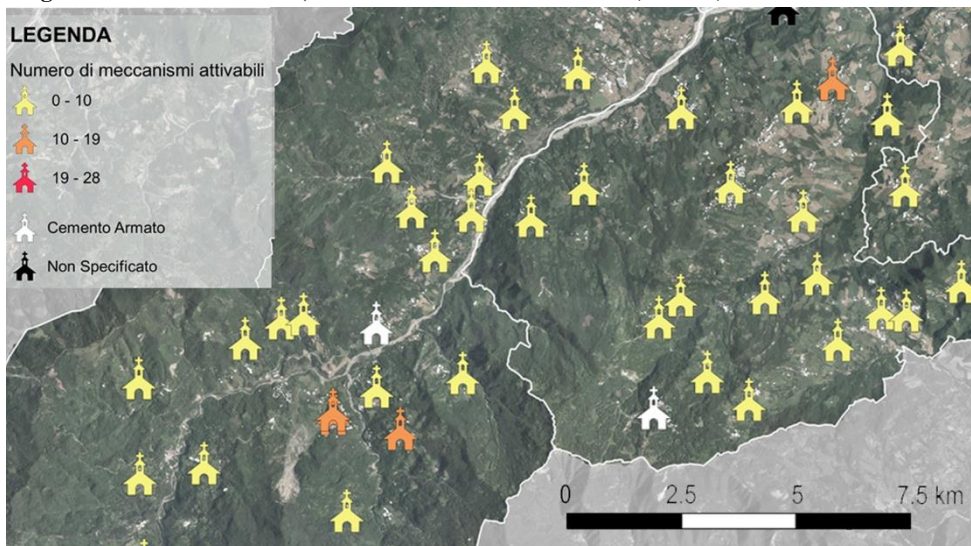 LEGENDA
Numero di meccanismi attivabili
0 - 10
10 - 19
19 - 28
Cemento Armato
Non Specificato
0 2.5 5 7.5 km